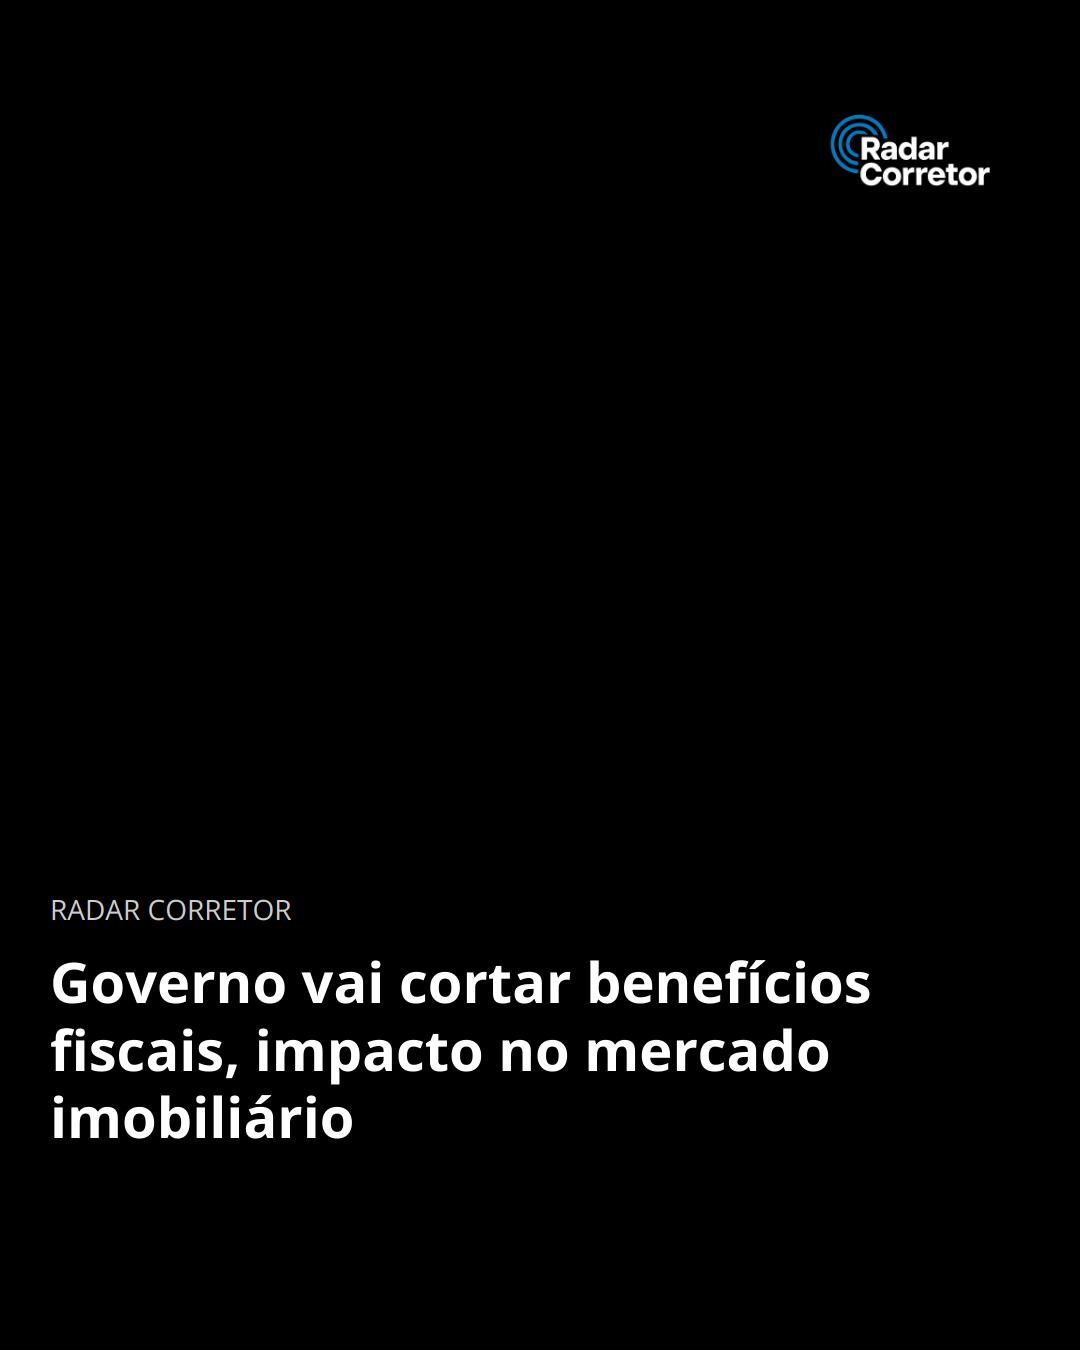 Radar
Corretor
RADAR CORRETOR
Governo vai cortar benefícios
fiscais, impacto no mercado
imobiliário